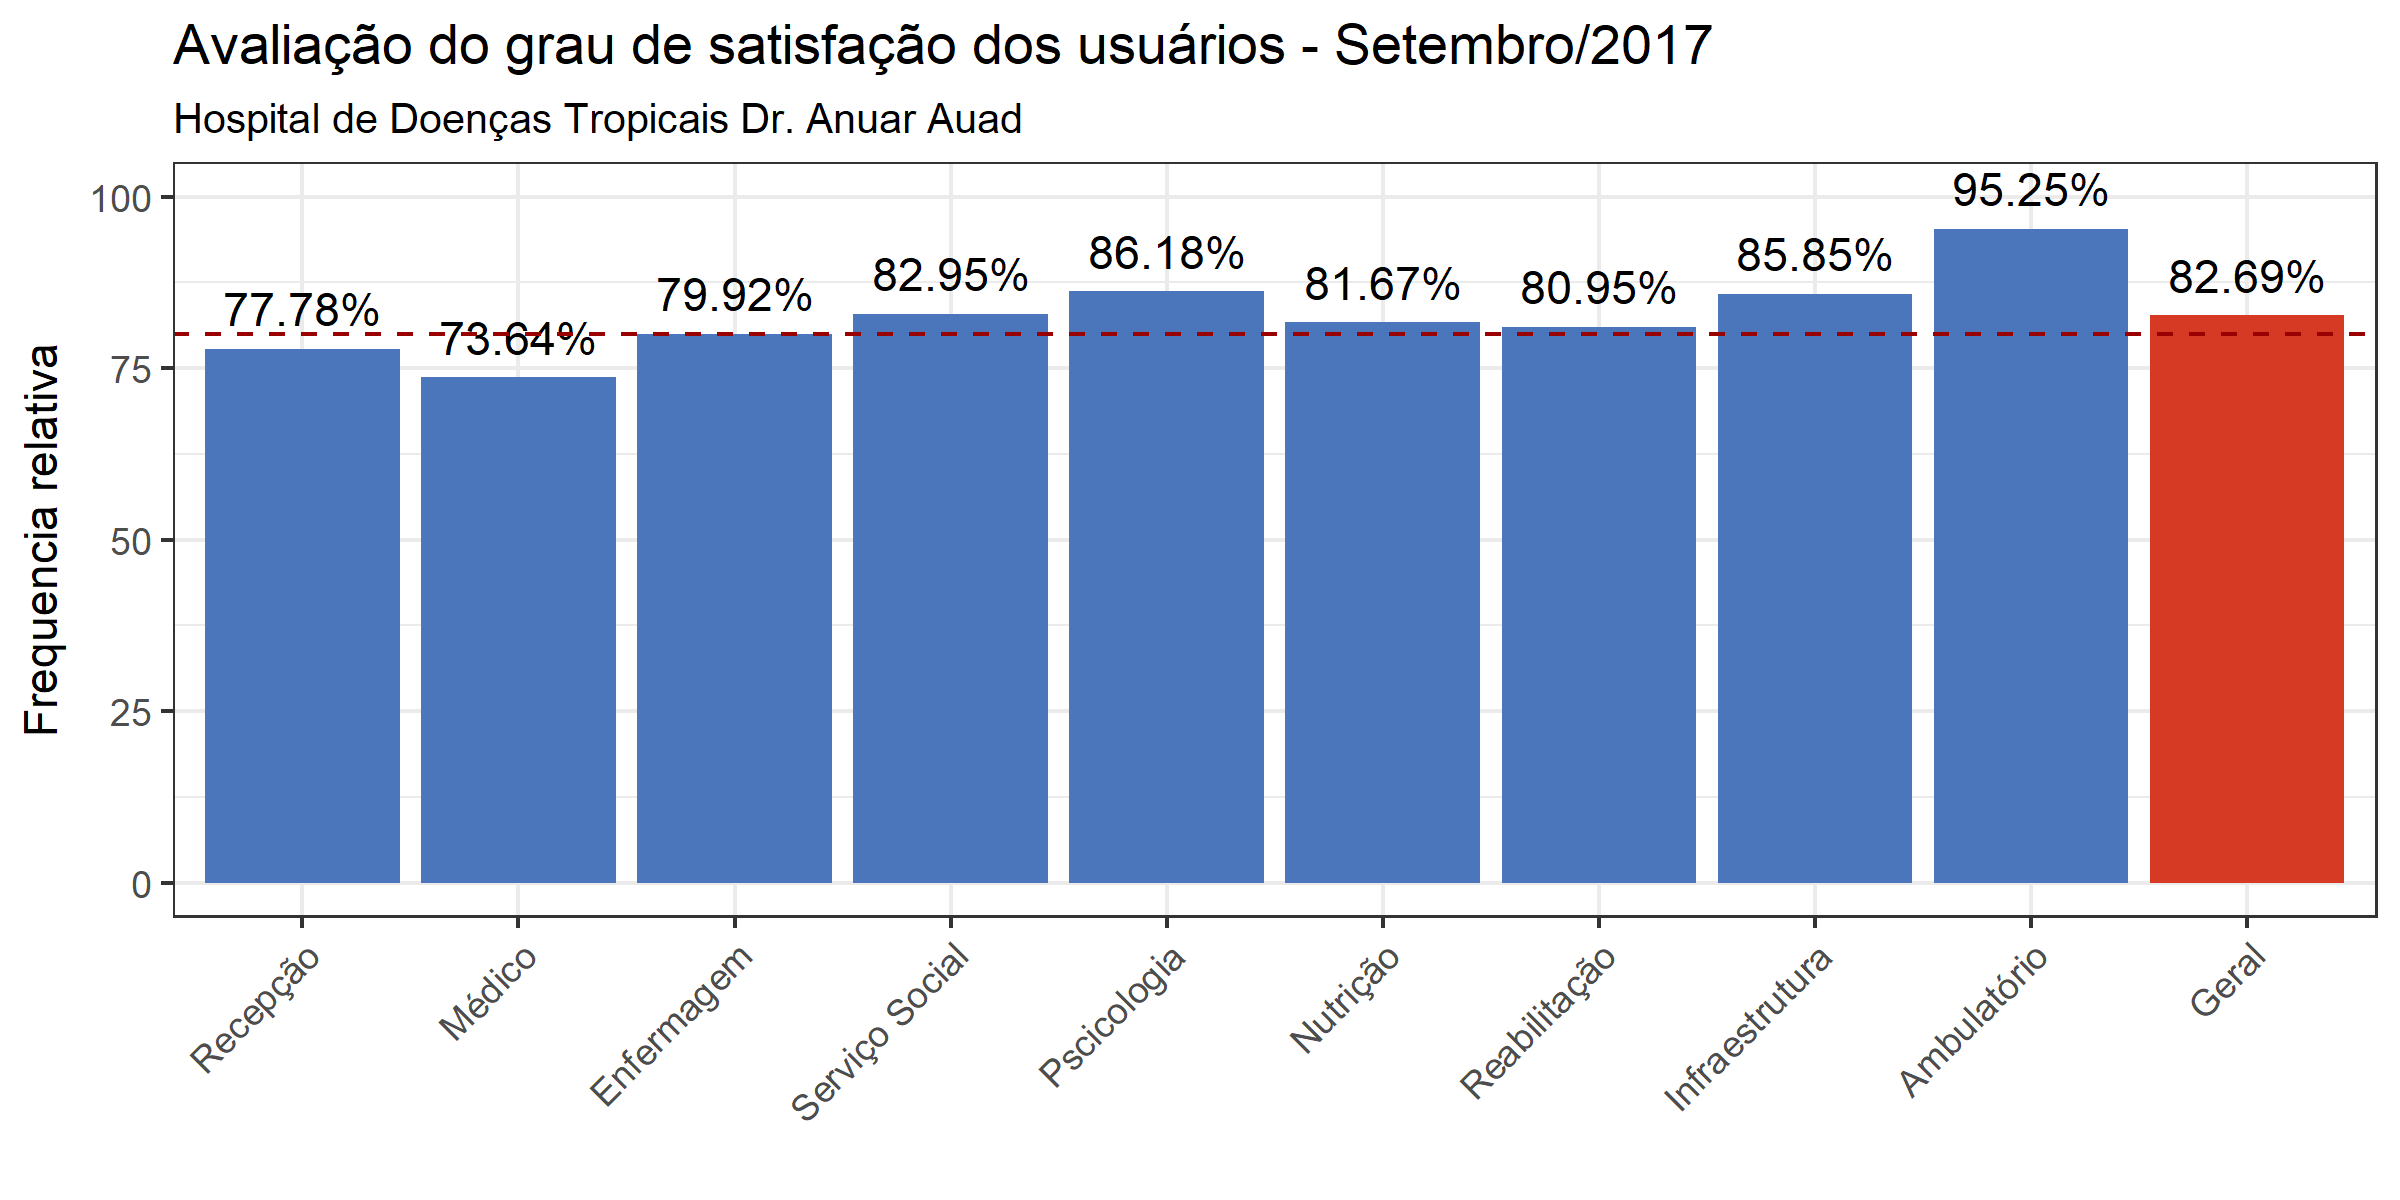 Avaliação do grau de satisfação dos usuários - Setembro/2017
Hospital de Doenças Tropicais Dr. Anuar Auad
Frequencia relativa
100
75
50
25
0
77.78%
73.64%
79.92%
82.95%
86.18%
81.67%
80.95%
85.85%
95.25%
82.69%
Recepção
Médico
Enfermagem
Serviço Social
Pscicologia
Nutrição
Reabilitação
Infraestrutura
Ambulatório
Geral